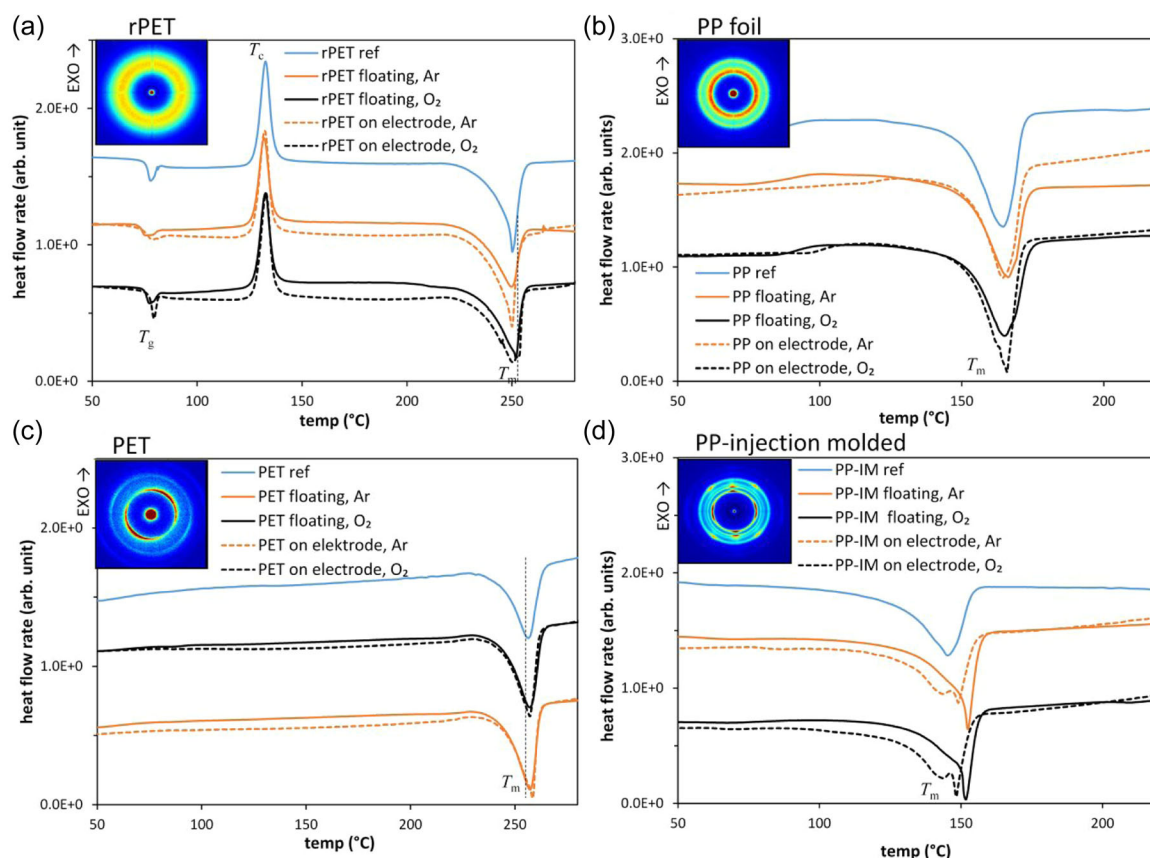 (a)
rPET
EXO →
Tc
rPET ref
rPET floating, Ar
rPET floating, O₂
rPET on electrode, Ar
rPET on electrode, O₂
2.0E+0
1.0E+0
0.0E+0
heat flow rate (arb. unit)
Tg
Tm
50
100
150
200
250
temp (°C)
(b)
PP foil
EXO →
3.0E+0
2.0E+0
1.0E+0
0.0E+0
heat flow rate (arb. units)
PP ref
PP floating, Ar
PP floating, O₂
PP on electrode, Ar
PP on electrode, O₂
Tm
50
100
150
200
temp (°C)
(c)
PET
EXO →
PET ref
PET floating, Ar
PET floating, O₂
PET on elektrode, Ar
PET on electrode, O₂
2.0E+0
1.0E+0
0.0E+0
heat flow rate (arb. unit)
Tm
50
100
150
200
250
temp (°C)
(d)
PP-injection molded
EXO →
3.0E+0
2.0E+0
1.0E+0
0.0E+0
heat flow rate (arb. units)
PP-IM ref
PP-IM floating, Ar
PP-IM floating, O₂
PP-IM on electrode, Ar
PP-IM on electrode, O₂
Tm
50
100
150
200
temp (°C)